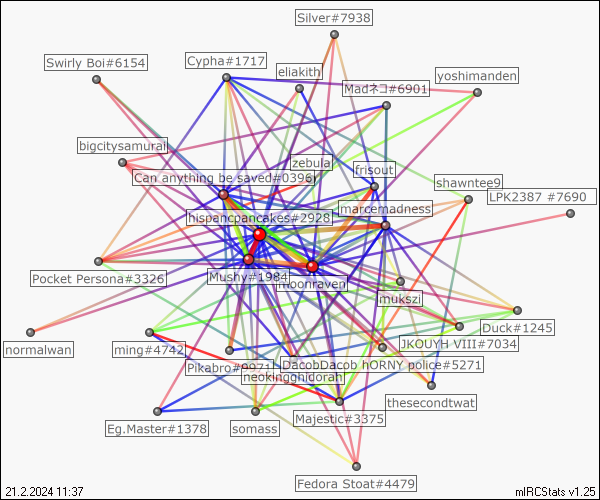 Silver#7938
Swirly Boi#6154
Cypha#1717
eliakith
Madネコ#6901
yoshimanden
bigcitysamurai
zebula
frisout
Can anything be saved#0396
shawntee9
LPK2387 #7690
hispancpancakes#2928
marcemadness
Pocket Persona#3326
Mushy#1984
moonraven
mukszi
normalwan
ming#4742
JKOUYH VIII#7034
Duck#1245
Pikabro#9971
DacobDacob hORNY police#5271
neokingghidorah
Majestic#3375
thesecondtwat
Eg.Master#1378
somass
Fedora Stoat#4479
21.2.2024 11:37
mIRCStats v1.25